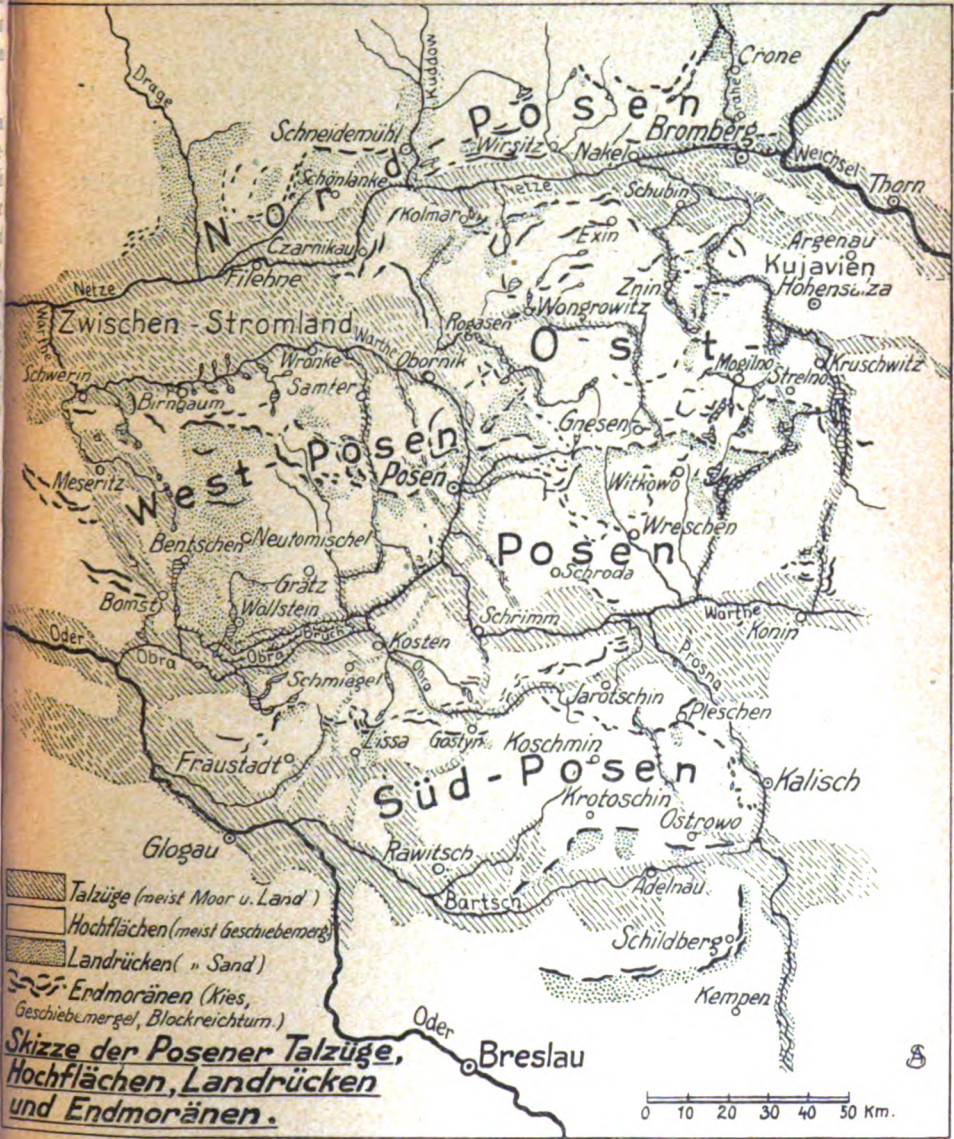 Crone
Drage
Kuddow
Brahe
Posen
Bromberg
Schneidemühl
Wirsitz
Nakel
Weichsel
Thorn
Nord
Schönlanke
Netze
Schubin
Kolmar
Exin
Argenau
Czarnikau
Kujavien
Filehne
Znin
Hohensalza
Netze
Wongrowitz
Warthe
Zwischen-Stromland
Rogasen
Ost-
Warthe
Obornik
Wronke
Mogilno
Kruschwitz
Schwerin
Samter
Strelno
Birnbaum
Gnesen
West-Posen
Posen
Witkowo
Meseritz
Wreschen
Bentschen
Neutomischel
Posen
Schroda
Grätz
Bomst
Wollstein
Schrimm
Warthe
Konin
Oder
Bruch
Kosten
Obra
Obra
Obra
Prosna
Schmiegel
Jarotschin
Pleschen
Lissa
Gostyn
Koschmin
Fraustadt
Süd-Posen
Kalisch
Krotoschin
Ostrowo
Glogau
Rawitsch
Adelnau
Bartsch
Talzüge (meist Moor u. Land)
Hochflächen (meist Geschiebemerg
Schildberg
Landrücken ( " Sand)
Erdmoränen (Kies,
Kempen
Geschiebemergel, Blockreichtum.)
Oder
Skizze der Posener Talzüge,
Breslau
Hochflächen, Landrücken
und Endmoränen.
0 10 20 30 40 50 Km.